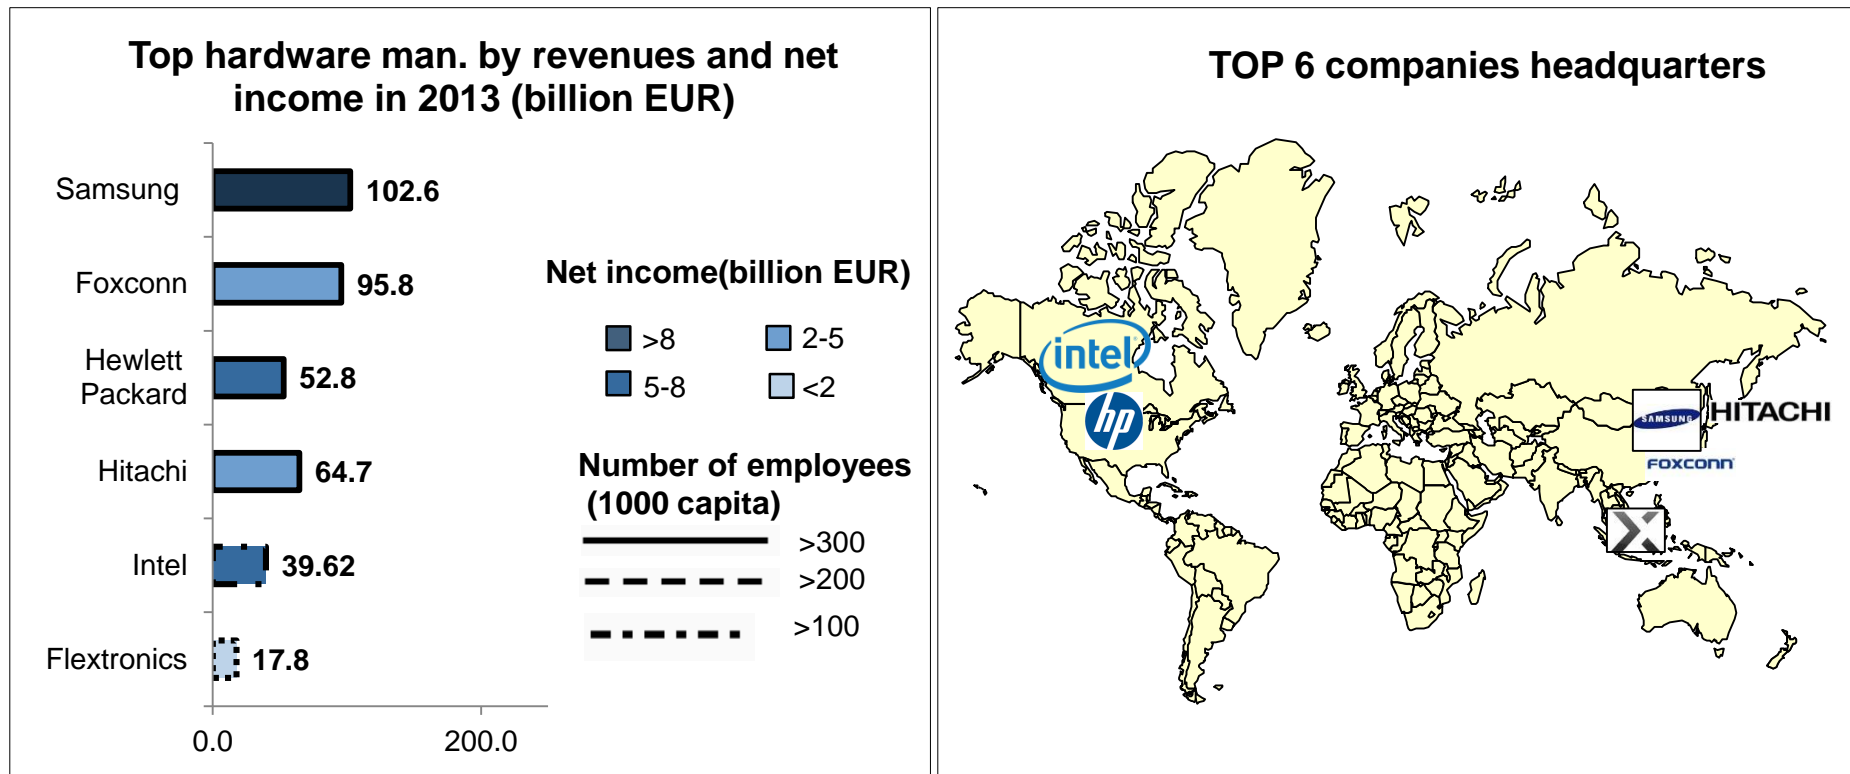 Top hardware man. by revenues and net
income in 2013 (billion EUR)
Samsung
102.6
Foxconn
95.8
Hewlett
Packard
52.8
Hitachi
64.7
Intel
39.62
Flextronics
17.8
0.0
200.0
Net income(billion EUR)
>8
2-5
5-8
<2
Number of employees
(1000 capita)
>300
>200
>100
TOP 6 companies headquarters
intel
hp
SAMSUNG
HITACHI
FOXCONN